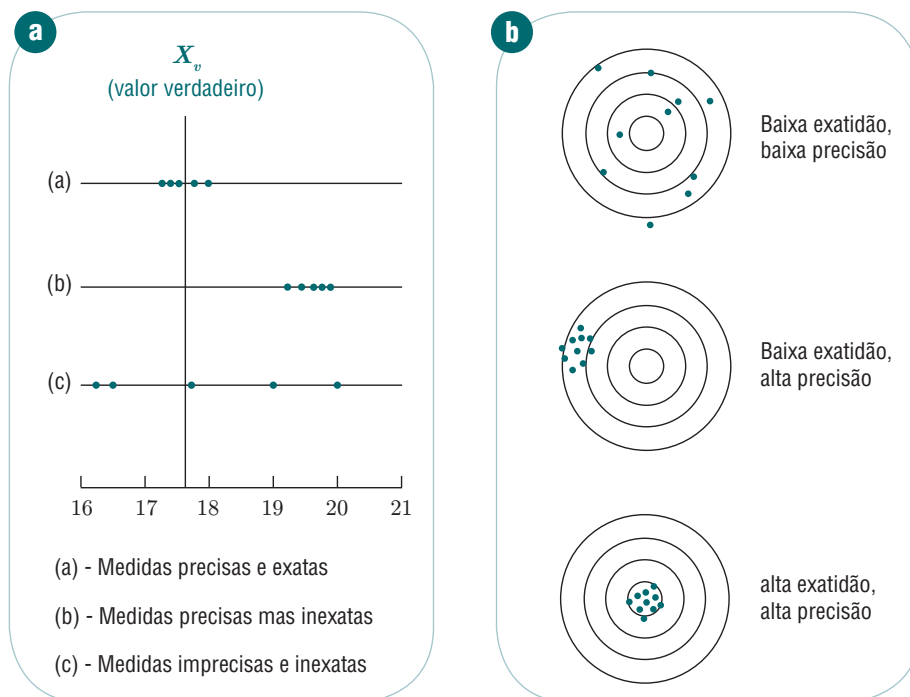 a
X_v
(valor verdadeiro)
(a)
(b)
(c)
16 17 18 19 20 21
(a) - Medidas precisas e exatas
(b) - Medidas precisas mas inexatas
(c) - Medidas imprecisas e inexatas
b
Baixa exatidão,
baixa precisão
Baixa exatidão,
alta precisão
alta exatidão,
alta precisão